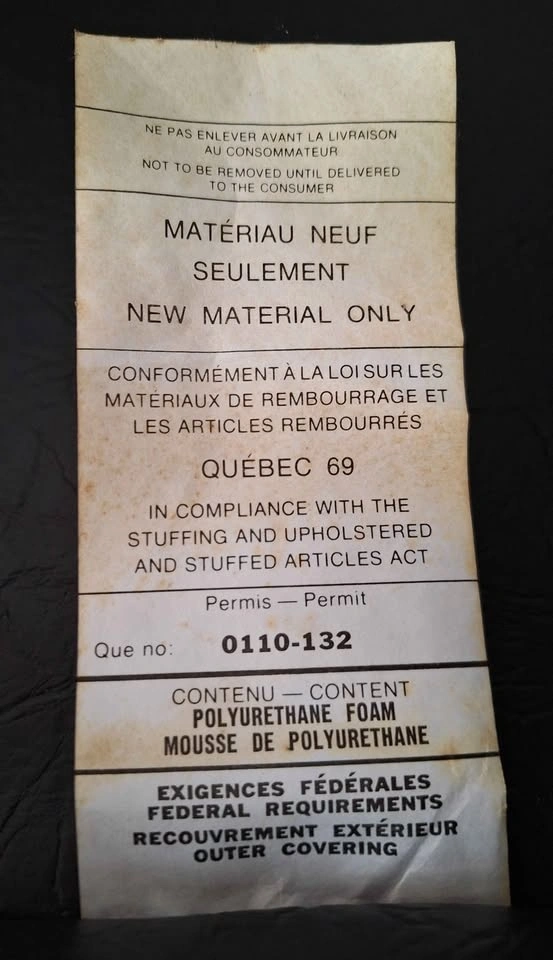 NE PAS ENLEVER AVANT LA LIVRAISON
AU CONSOMMATEUR
NOT TO BE REMOVED UNTIL DELIVERED
TO THE CONSUMER
MATÉRIAU NEUF
SEULEMENT
NEW MATERIAL ONLY
CONFORMÉMENT À LA LOI SUR LES
MATÉRIAUX DE REMBOURRAGE ET
LES ARTICLES REMBOURRÉS
QUÉBEC 69
IN COMPLIANCE WITH THE
STUFFING AND UPHOLSTERED
AND STUFFED ARTICLES ACT
Permis — Permit
Que no: 0110-132
CONTENU — CONTENT
POLYURETHANE FOAM
MOUSSE DE POLYURETHANE
EXIGENCES FÉDÉRALES
FEDERAL REQUIREMENTS
RECOUVREMENT EXTÉRIEUR
OUTER COVERING